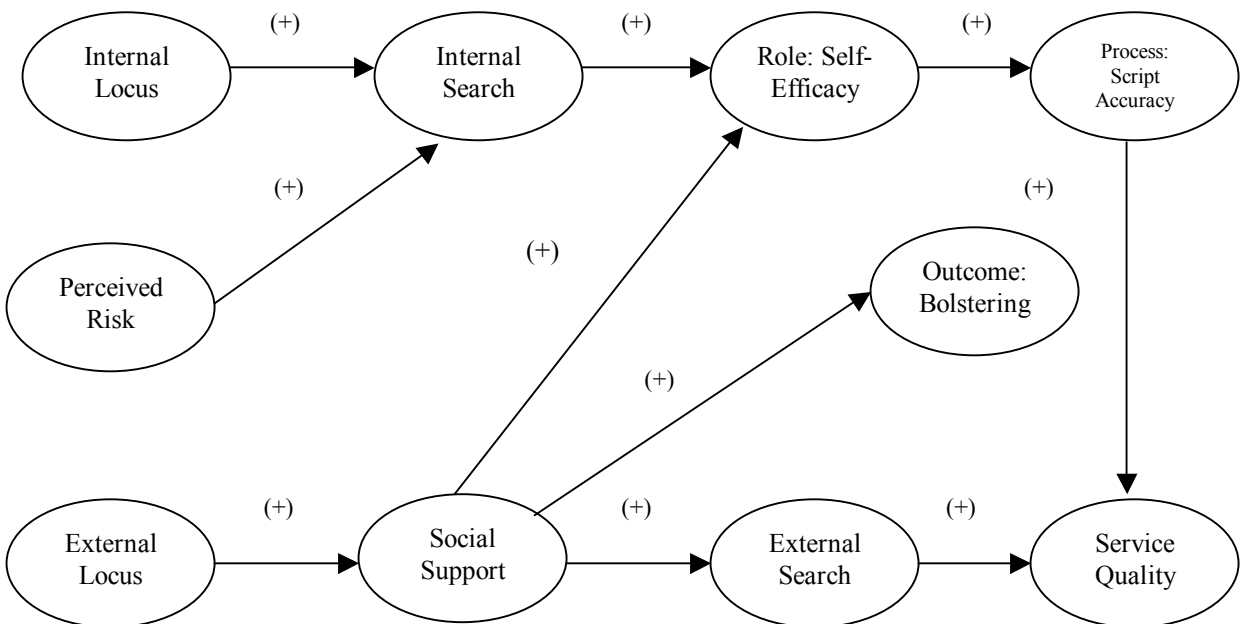 (+)
(+)
(+)
Internal
Locus
Internal
Search
Role: Self-
Efficacy
Process:
Script
Accuracy
(+)
(+)
(+)
Perceived
Risk
Outcome:
Bolstering
(+)
(+)
(+)
(+)
External
Locus
Social
Support
External
Search
Service
Quality